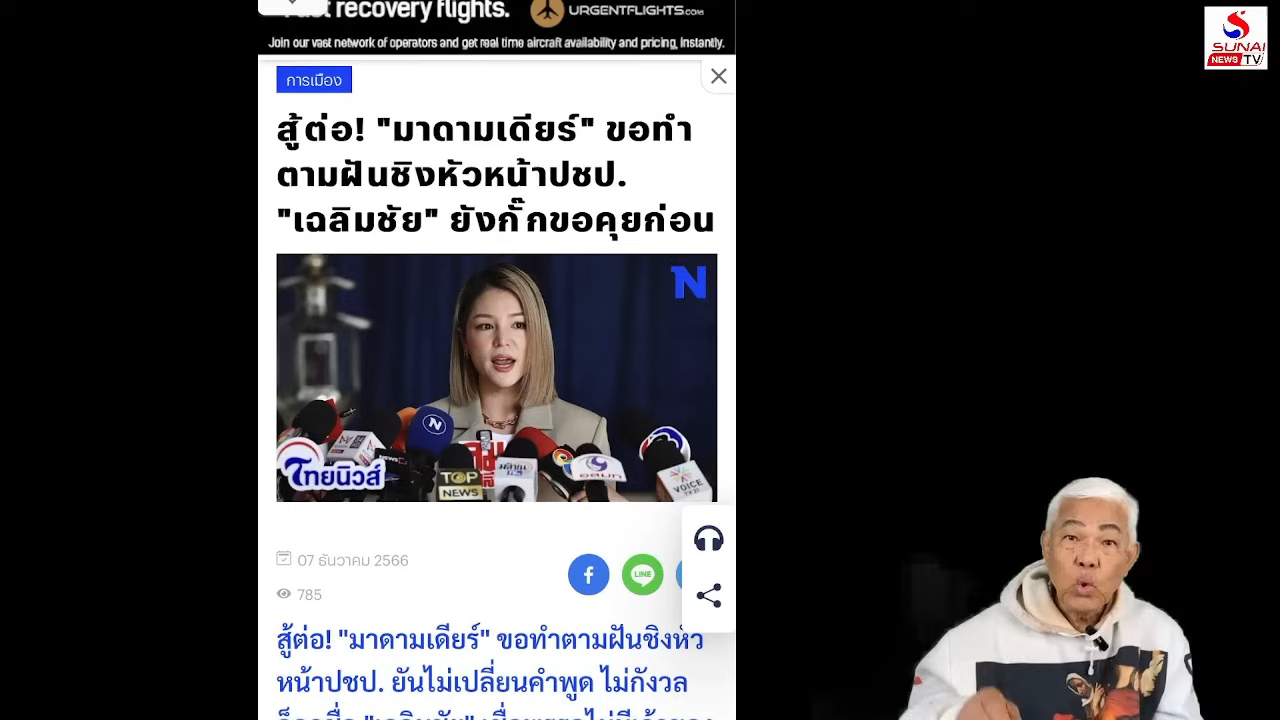 recovery flights.
URGENTFLIGHTS.com
Join our vast network of operators and get real time aircraft availability and pricing, instantly.
SUNAI
NEWS TV
การเมือง
สู้ต่อ! "มาดามเดียร์" ขอทำ
ตามฝันชิงหัวหน้าปชป.
"เฉลิมชัย" ยังกั๊กขอคุยก่อน
N
N
ไทยนิวส์
TOP
NEWS
VOICE
07 ธันวาคม 2566
785
LINE
สู้ต่อ! "มาดามเดียร์" ขอทำตามฝันชิงหัว
หน้าปชป. ยันไม่เปลี่ยนคำพูด ไม่กังวล